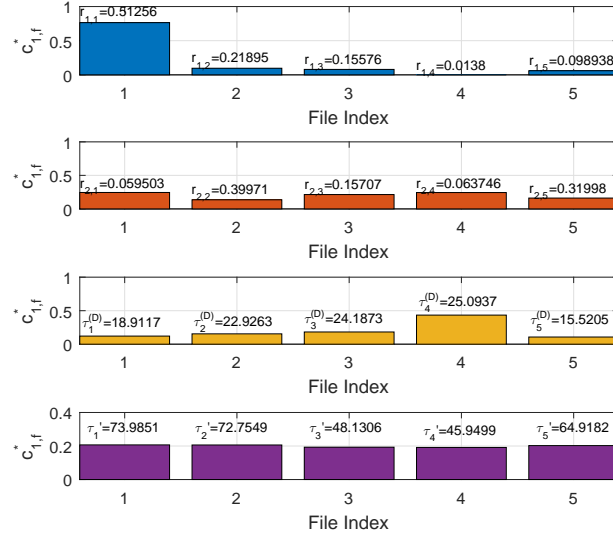 1
0.5
0
c*1,f
r1,1=0.51256
r1,2=0.21895
r1,3=0.15576
r1,4=0.0138
r1,5=0.098938
1 2 3 4 5
File Index
1
0.5
0
c*1,f
r2,1=0.059503
r2,2=0.39971
r2,3=0.15707
r2,4=0.063746
r2,5=0.31998
1 2 3 4 5
File Index
1
0.5
0
c*1,f
τ1(D)=18.9117
τ2(D)=22.9263
τ3(D)=24.1873
τ4(D)=25.0937
τ5(D)=15.5205
1 2 3 4 5
File Index
0.4
0.2
0
c*1,f
τ1'=73.9851
τ2'=72.7549
τ3'=48.1306
τ4'=45.9499
τ5'=64.9182
1 2 3 4 5
File Index